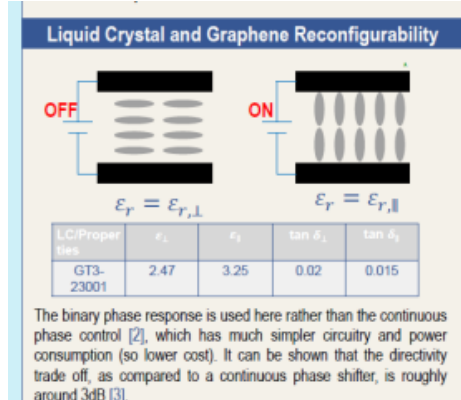 Liquid Crystal and Graphene Reconfigurability
OFF
ON
εᵣ = εᵣ,⊥
εᵣ = εᵣ,∥
LC/Proper
ties
ε⊥
ε∥
tan δ⊥
tan δ∥
GT3-
23001
2.47
3.25
0.02
0.015
The binary phase response is used here rather than the continuous
phase control [2], which has much simpler circuitry and power
consumption (so lower cost). It can be shown that the directivity
trade off, as compared to a continuous phase shifter, is roughly
around 3dB [3].